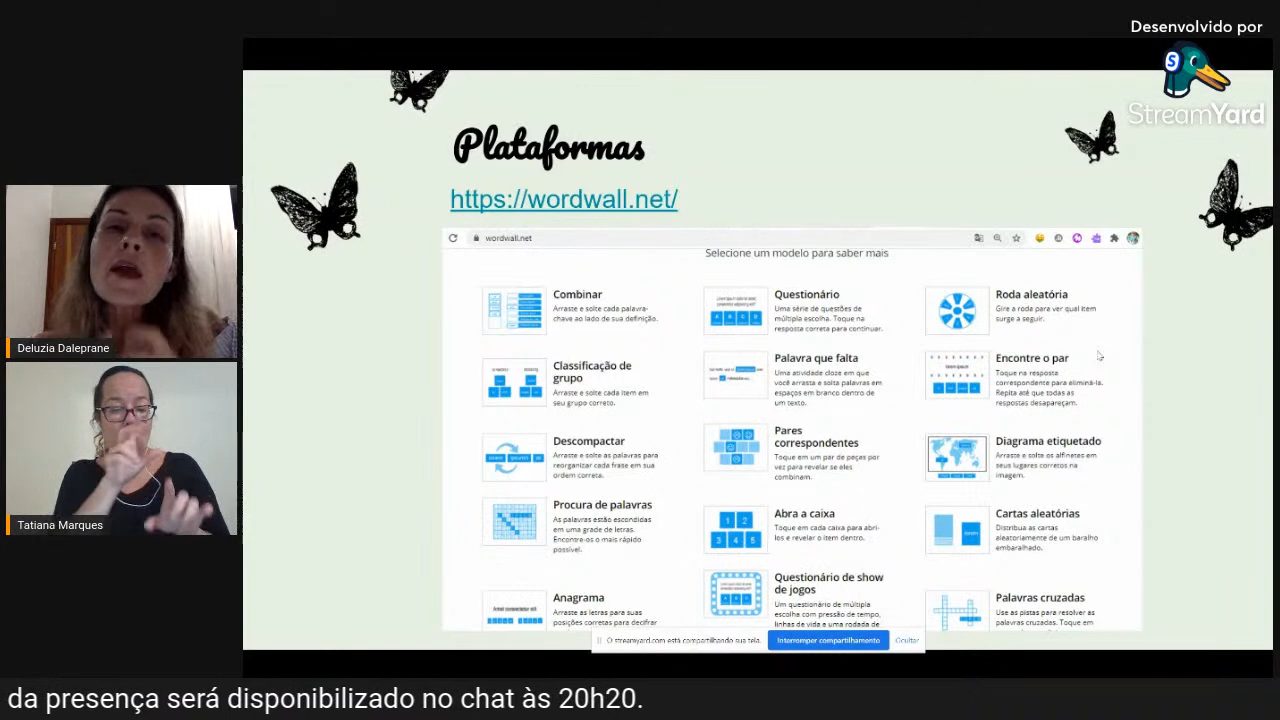 Desenvolvido por
StreamYard
Plataformas
https://wordwall.net/
wordwall.net
Selecione um modelo para saber mais
Combinar
Arraste e solte cada palavra-
chave ao lado de sua definição.
Questionário
Uma série de questões de
múltipla escolha. Toque na
resposta correta para continuar.
Roda aleatória
Gire a roda para ver qual item
surge a seguir.
Classificação de
grupo
Arraste e solte cada item em
seu grupo correto.
Palavra que falta
Uma atividade cloze em que
você arrasta e solta palavras em
espaços em branco dentro de
um texto.
Encontre o par
Toque na resposta
correspondente para eliminá-la.
Repita até que todas as
respostas desapareçam.
Descompactar
Arraste e solte as palavras para
reorganizar cada frase em sua
ordem correta.
Pares
correspondentes
Toque em um par de peças por
vez para revelar se eles
combinam.
Diagrama etiquetado
Arraste e solte os alfinetes em
seus lugares corretos na
imagem.
Procura de palavras
As palavras estão escondidas
em uma grade de letras.
Encontre-os o mais rápido
possível.
Abra a caixa
Toque em cada caixa para abri-
los e revelar o item dentro.
1 2
3 4 5
Cartas aleatórias
Distribua as cartas
aleatoriamente de um baralho
embaralhado.
Anagrama
Arraste as letras para suas
posições corretas para decifrar
Questionário de show
de jogos
Um questionário de múltipla
escolha com pressão de tempo,
linhas de vida e uma rodada de
Palavras cruzadas
Use as pistas para resolver as
palavras cruzadas. Toque em
O streamyard.com está compartilhando sua tela.
Interromper compartilhamento
Ocultar
Deluzia Daleprane
Tatiana Marques
da presença será disponibilizado no chat às 20h20.